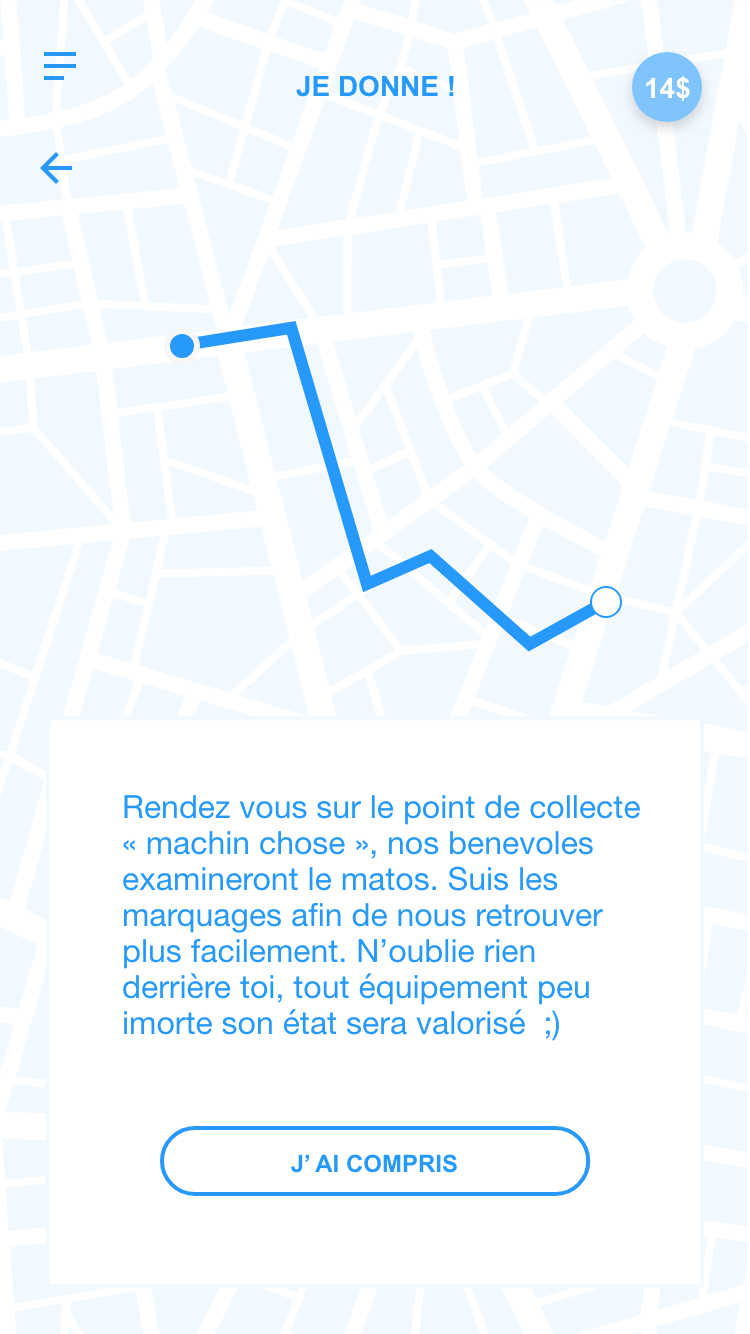 JE DONNE !
14$
Rendez vous sur le point de collecte
« machin chose », nos benevoles
examineront le matos. Suis les
marquages afin de nous retrouver
plus facilement. N’oublie rien
derrière toi, tout équipement peu
imorte son état sera valorisé  ;)
J’ AI COMPRIS